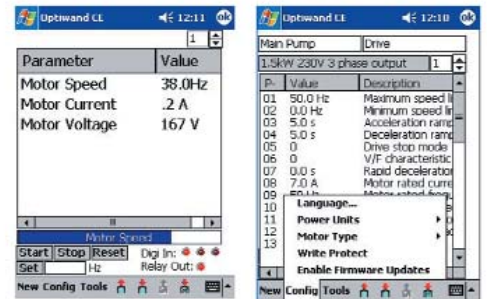 Optiwand CE 12:11 ok
1
Parameter Value
Motor Speed 38.0Hz
Motor Current .2 A
Motor Voltage 167 V
Motor Speed
Start Stop Reset Digi In:
Set Hz Relay Out:
New Config Tools
Optiwand CE 12:10 ok
Main Pump Drive
1.5kW 230V 3 phase output 1
P- Value Description
01 50.0 Hz Maximum speed li
02 0.0 Hz Minimum speed li
03 5.0 s Acceleration ramp
04 5.0 s Deceleration ramp
05 0 Drive stop mode
06 0 V/F characteristic
07 0.0 s Rapid deceleration
08 7.0 A Motor rated curre
09
10
11
12
13
Language...
Power Units
Motor Type
Write Protect
Enable Firmware Updates
New Config Tools